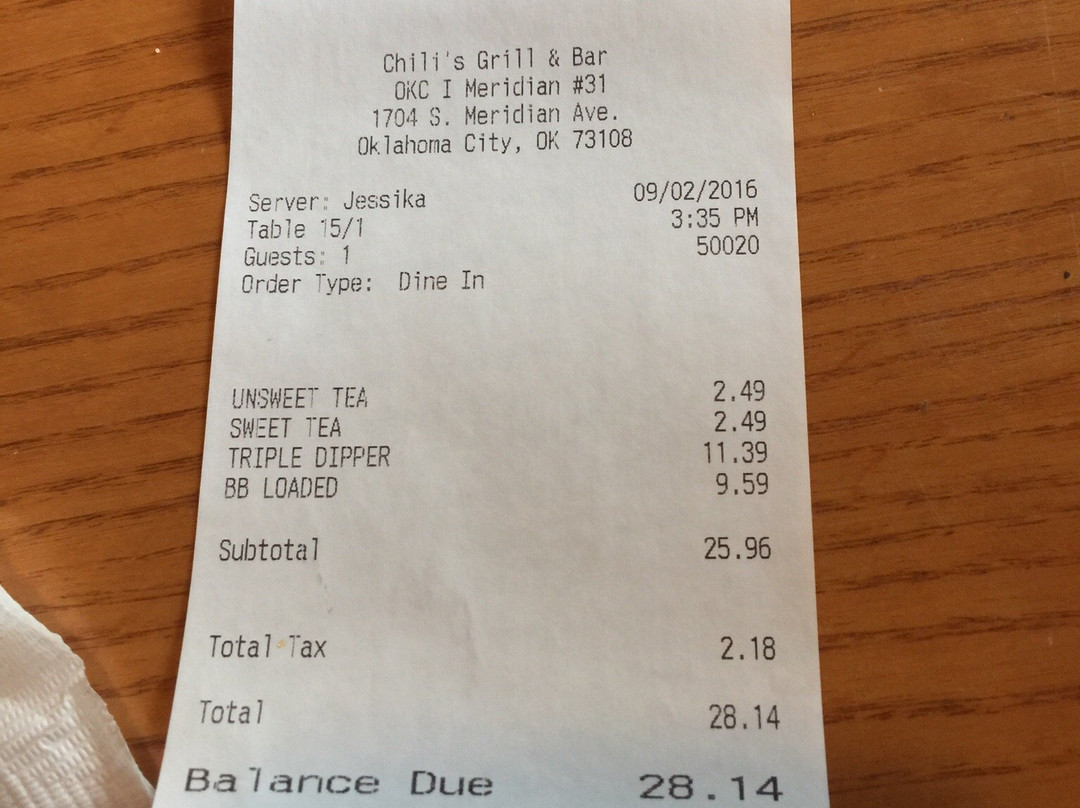 Chili's Grill & Bar
OKC I Meridian #31
1704 S. Meridian Ave.
Oklahoma City, OK 73108
Server: Jessika 09/02/2016
Table 15/1 3:35 PM
Guests: 1 50020
Order Type: Dine In
UNSWEET TEA 2.49
SWEET TEA 2.49
TRIPLE DIPPER 11.39
BB LOADED 9.59
Subtotal 25.96
Total Tax 2.18
Total 28.14
Balance Due 28.14